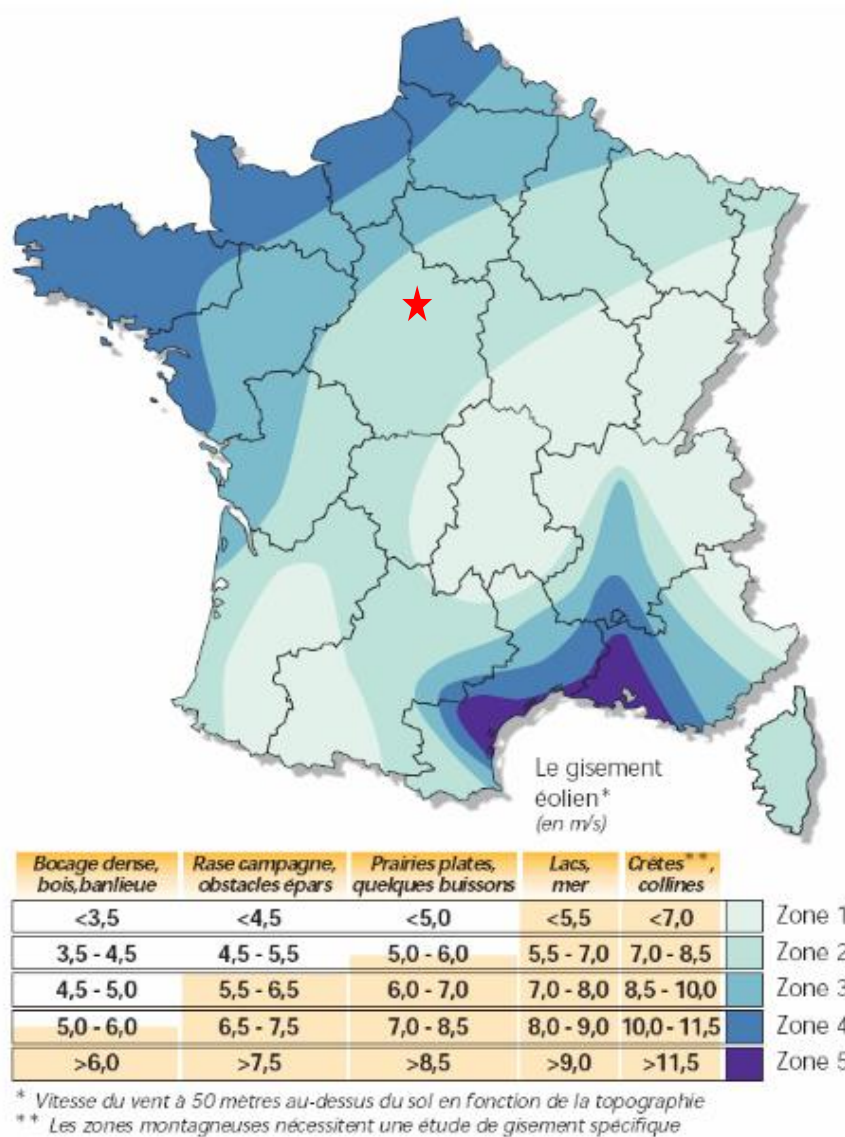 Le gisement
éolien*
(en m/s)
Bocage dense, bois,banlieue Rase campagne, obstacles épars Prairies plates, quelques buissons Lacs, mer Crêtes**, collines
<3,5 <4,5 <5,0 <5,5 <7,0 Zone 1
3,5 - 4,5 4,5 - 5,5 5,0 - 6,0 5,5 - 7,0 7,0 - 8,5 Zone 2
4,5 - 5,0 5,5 - 6,5 6,0 - 7,0 7,0 - 8,0 8,5 - 10,0 Zone 3
5,0 - 6,0 6,5 - 7,5 7,0 - 8,5 8,0 - 9,0 10,0 - 11,5 Zone 4
>6,0 >7,5 >8,5 >9,0 >11,5 Zone 5
* Vitesse du vent à 50 mètres au-dessus du sol en fonction de la topographie
** Les zones montagneuses nécessitent une étude de gisement spécifique